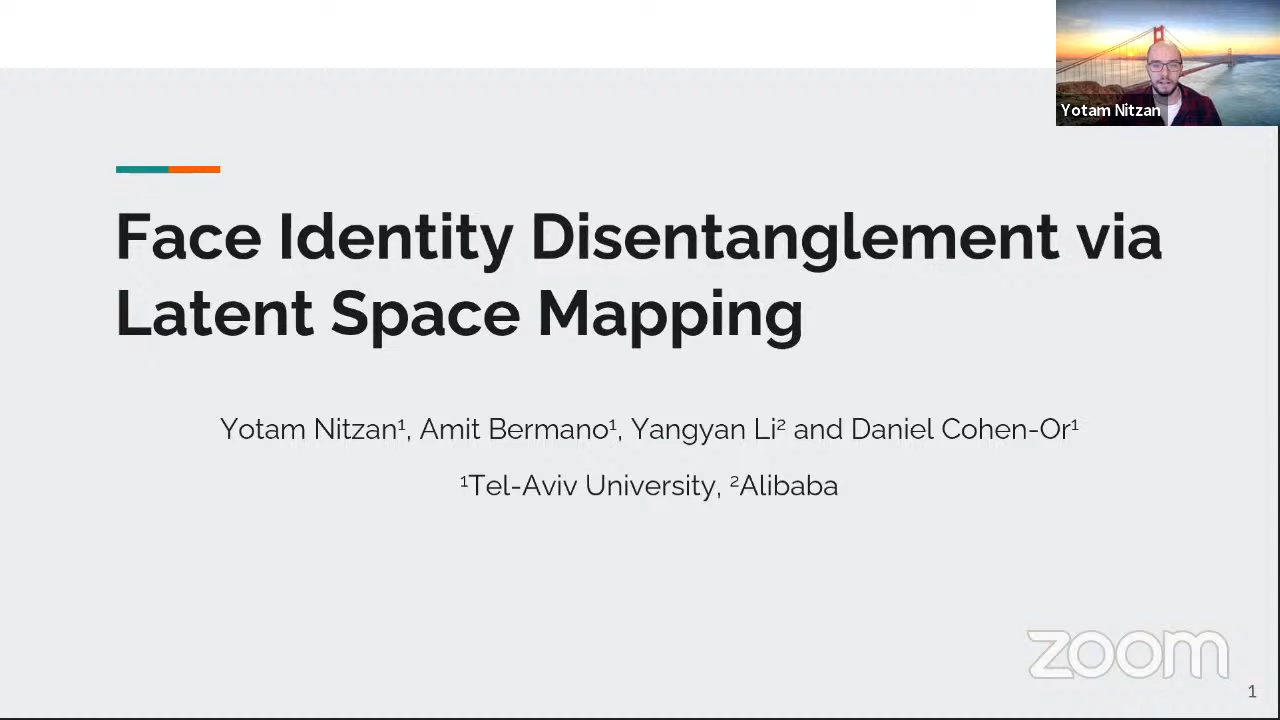 Yotam Nitzan
Face Identity Disentanglement via
Latent Space Mapping
Yotam Nitzan¹, Amit Bermano¹, Yangyan Li² and Daniel Cohen-Or¹
¹Tel-Aviv University, ²Alibaba
zoom
1